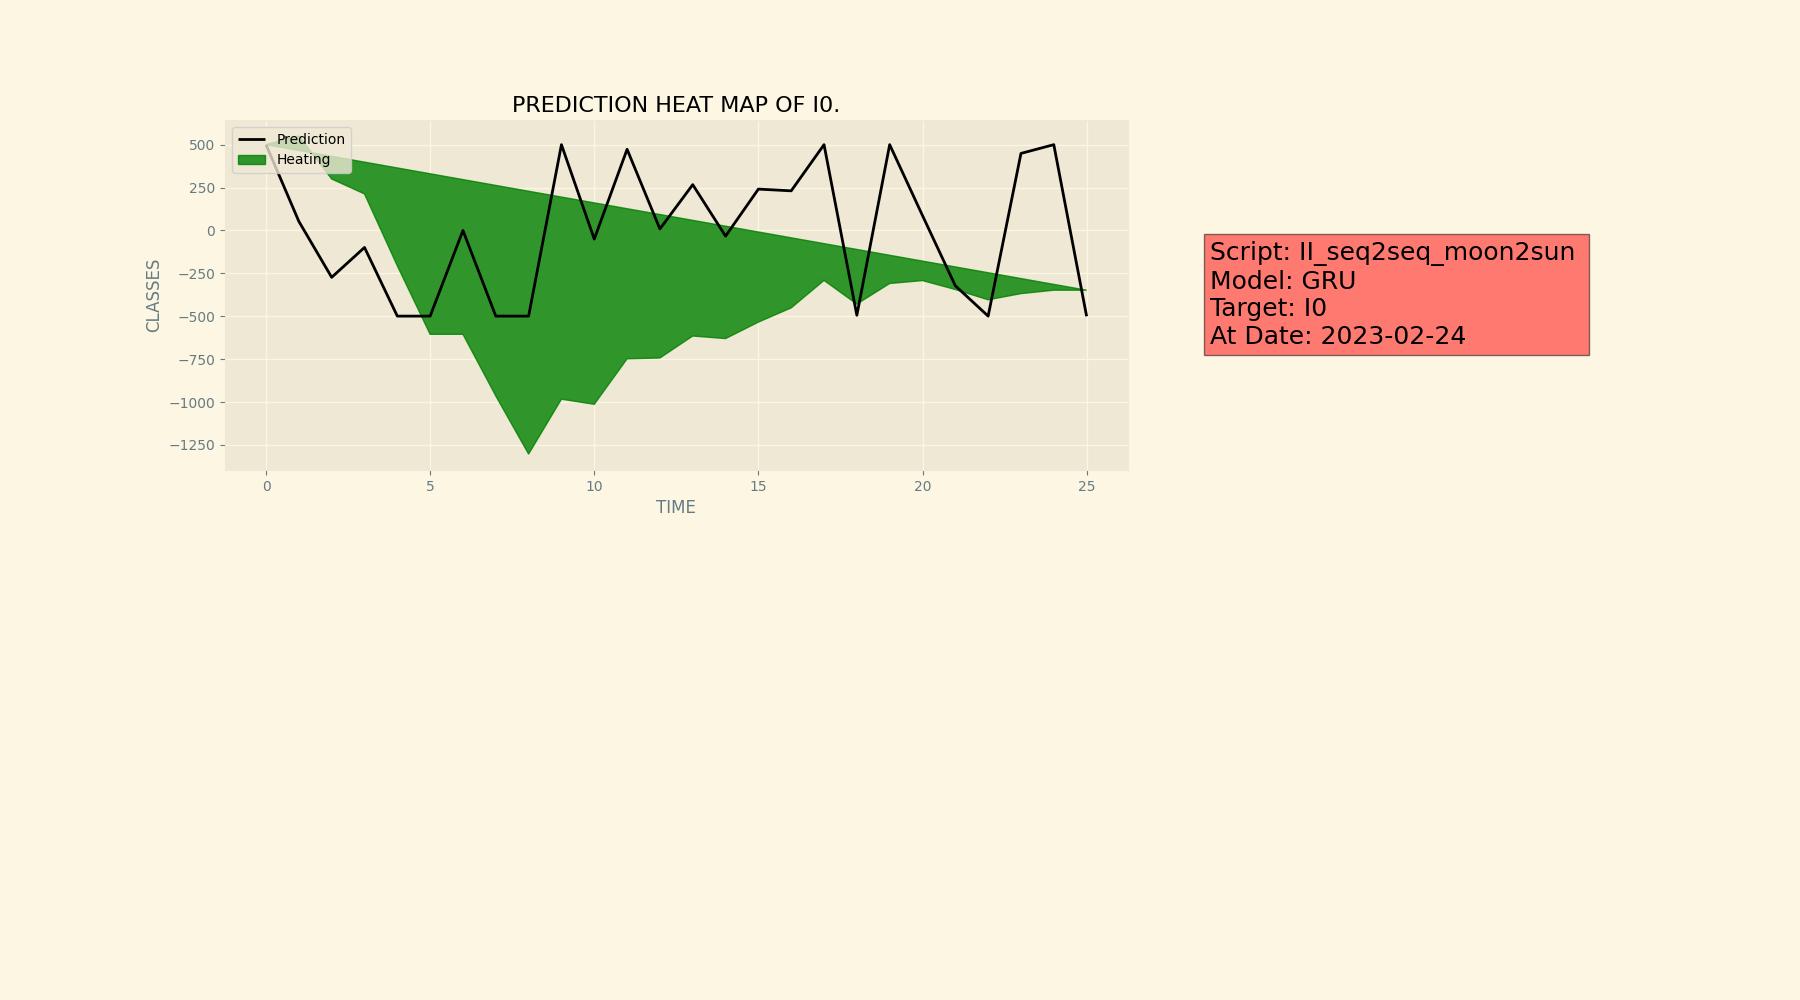 PREDICTION HEAT MAP OF I0.
Prediction
Heating
500
250
0
−250
−500
−750
−1000
−1250
CLASSES
0 5 10 15 20 25
TIME
Script: II_seq2seq_moon2sun
Model: GRU
Target: I0
At Date: 2023-02-24